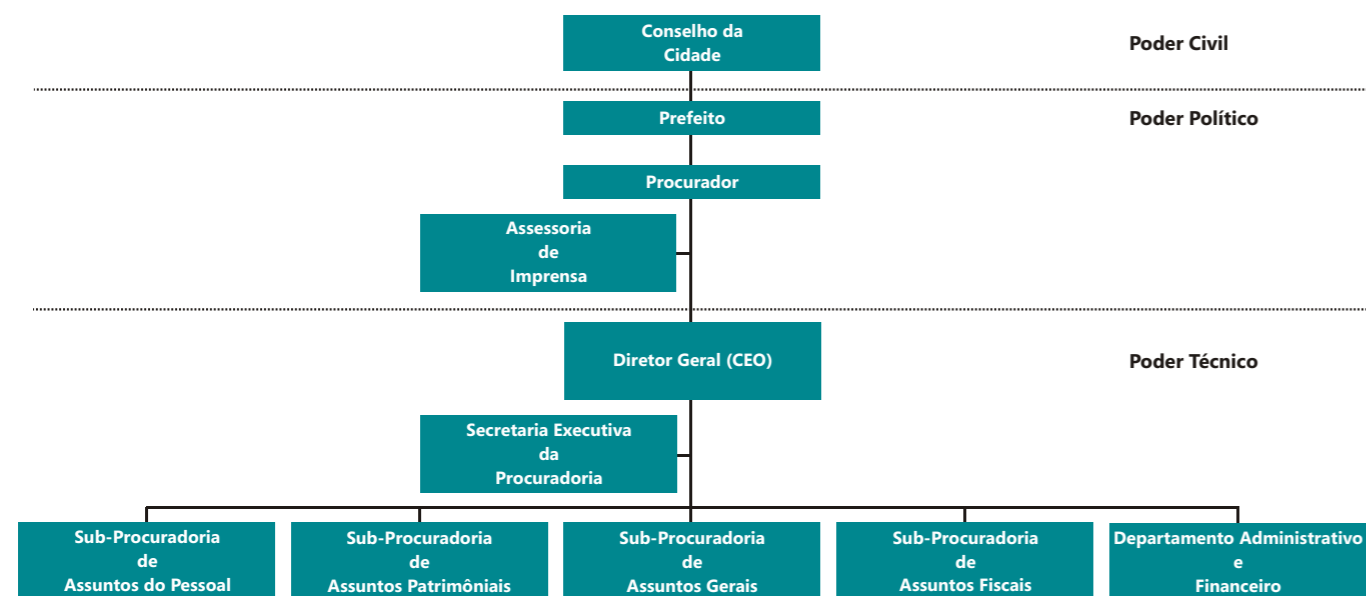 Conselho da
Cidade
Poder Civil
Prefeito
Poder Político
Procurador
Assessoria
de
Imprensa
Diretor Geral (CEO)
Poder Técnico
Secretaria Executiva
da
Procuradoria
Sub-Procuradoria
de
Assuntos do Pessoal
Sub-Procuradoria
de
Assuntos Patrimôniais
Sub-Procuradoria
de
Assuntos Gerais
Sub-Procuradoria
de
Assuntos Fiscais
Departamento Administrativo
e
Financeiro